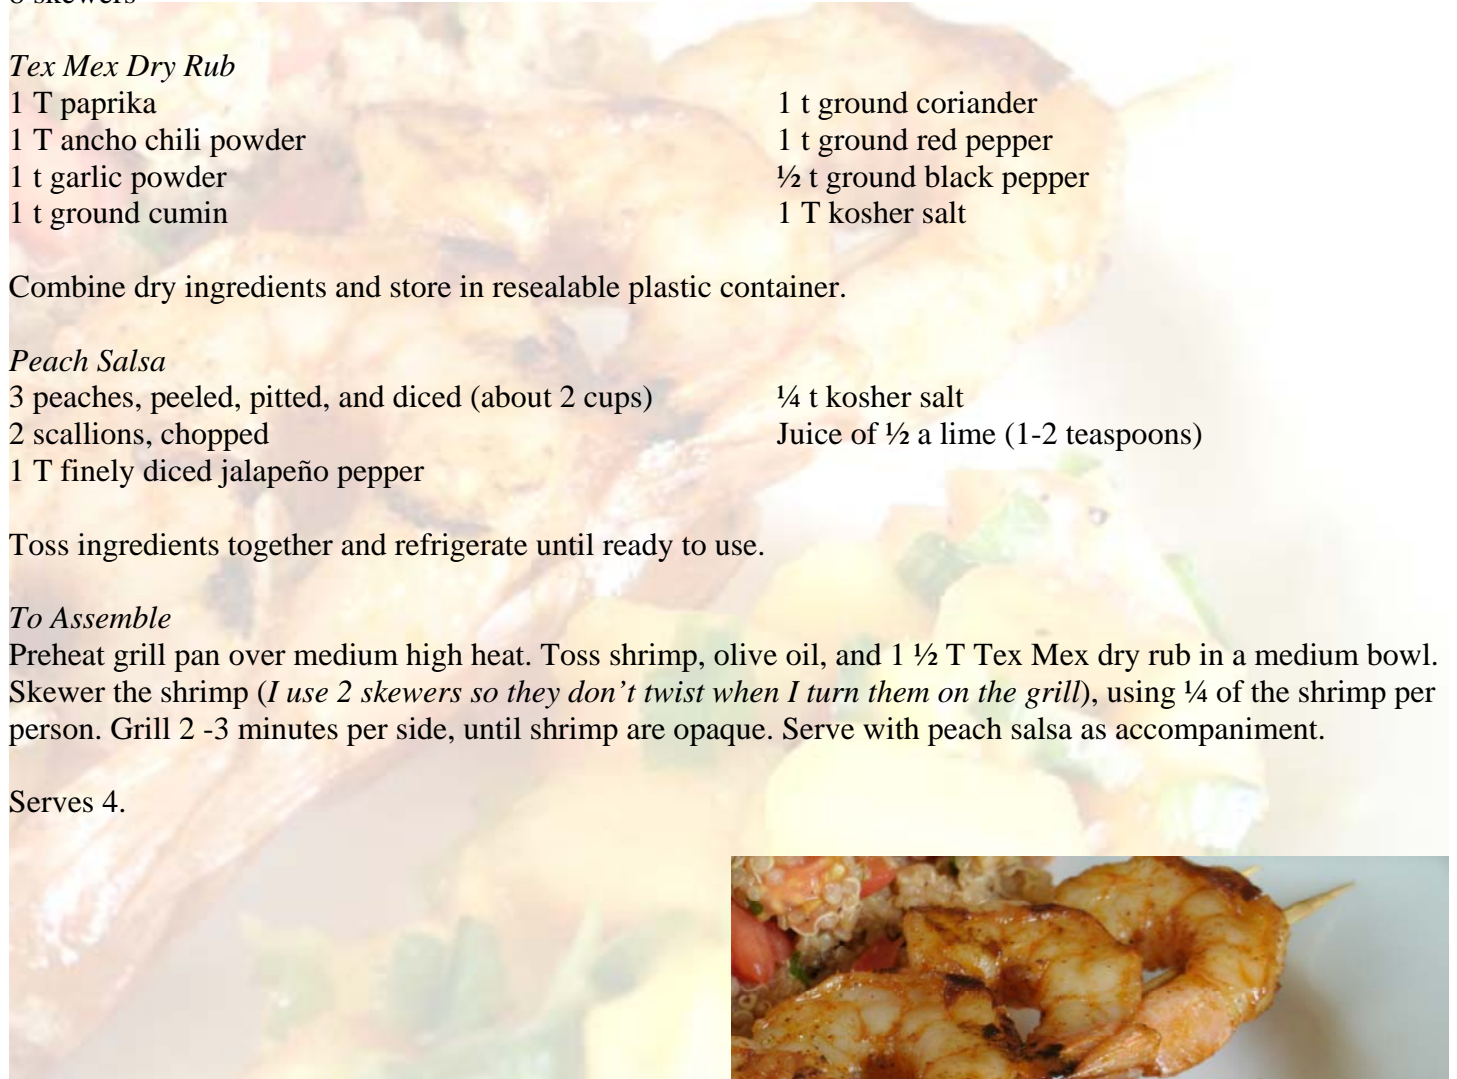 skewers
Tex Mex Dry Rub
1 T paprika
1 T ancho chili powder
1 t garlic powder
1 t ground cumin
1 t ground coriander
1 t ground red pepper
½ t ground black pepper
1 T kosher salt
Combine dry ingredients and store in resealable plastic container.
Peach Salsa
3 peaches, peeled, pitted, and diced (about 2 cups)
2 scallions, chopped
1 T finely diced jalapeño pepper
¼ t kosher salt
Juice of ½ a lime (1-2 teaspoons)
Toss ingredients together and refrigerate until ready to use.
To Assemble
Preheat grill pan over medium high heat. Toss shrimp, olive oil, and 1 ½ T Tex Mex dry rub in a medium bowl.
Skewer the shrimp (I use 2 skewers so they don’t twist when I turn them on the grill), using ¼ of the shrimp per
person. Grill 2 -3 minutes per side, until shrimp are opaque. Serve with peach salsa as accompaniment.
Serves 4.